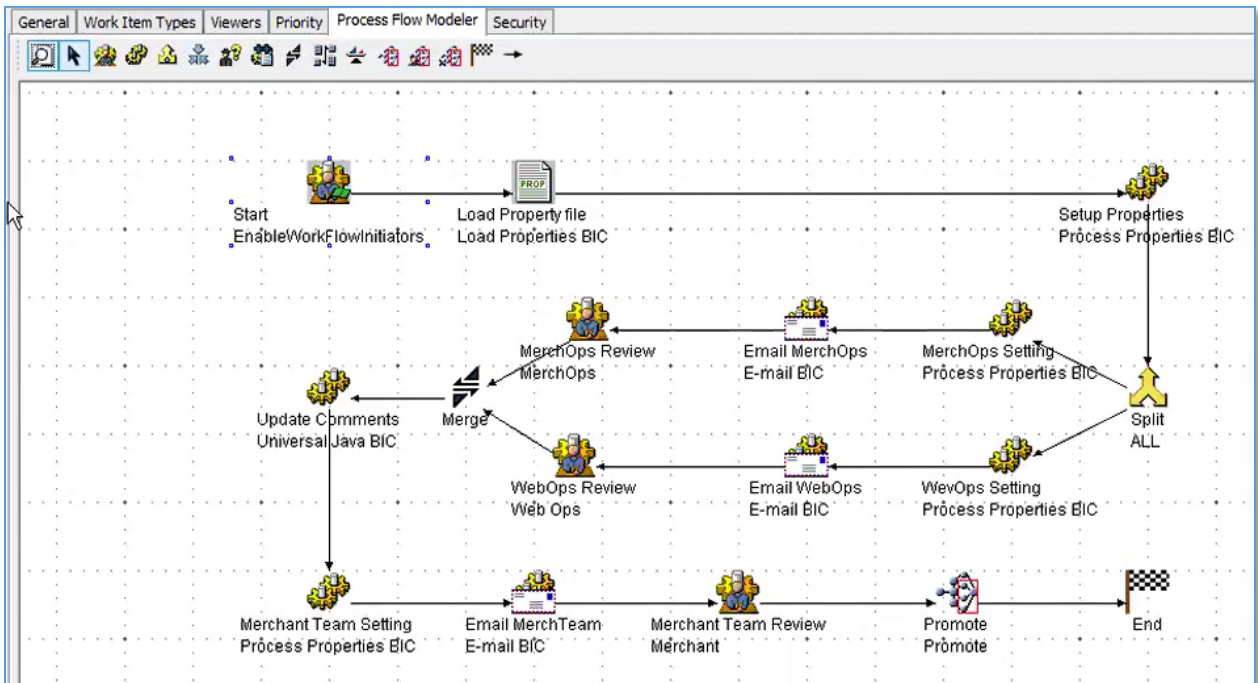 General Work Item Types Viewers Priority Process Flow Modeler Security
Start
EnableWorkFlowInitiators
PROP
Load Property file
Load Properties BIC
Setup Properties
Process Properties BIC
MerchOps Review
MerchOps
Email MerchOps
E-mail BIC
MerchOps Setting
Process Properties BIC
Update Comments
Universal Java BIC
Merge
Split
ALL
WebOps Review
Web Ops
Email WebOps
E-mail BIC
WevOps Setting
Process Properties BIC
Merchant Team Setting
Process Properties BIC
Email MerchTeam
E-mail BIC
Merchant Team Review
Merchant
Promote
Promote
End